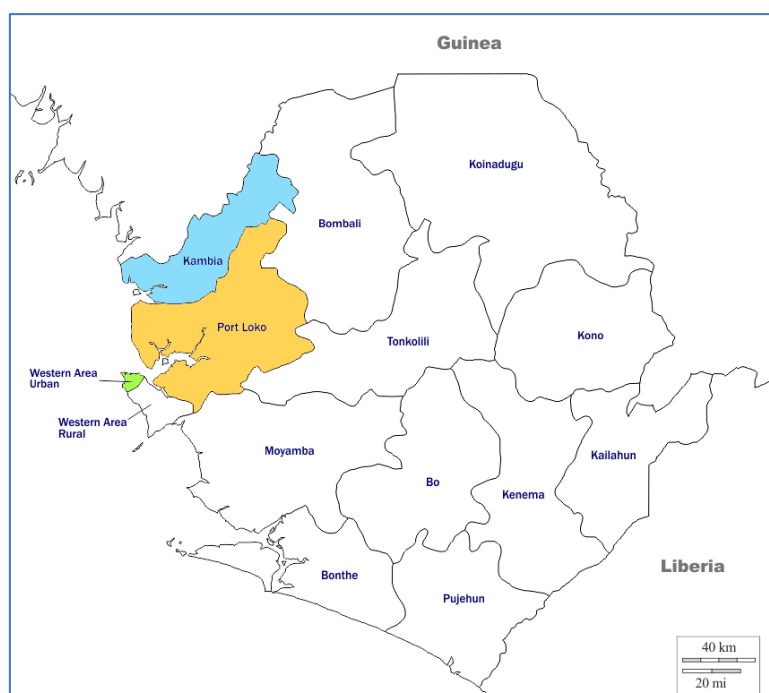 Guinea
Koinadugu
Bombali
Kambia
Port Loko
Kono
Tonkolili
Western Area
Urban
Western Area
Rural
Moyamba
Kailahun
Bo
Kenema
Liberia
Bonthe
Pujehun
40 km
20 mi